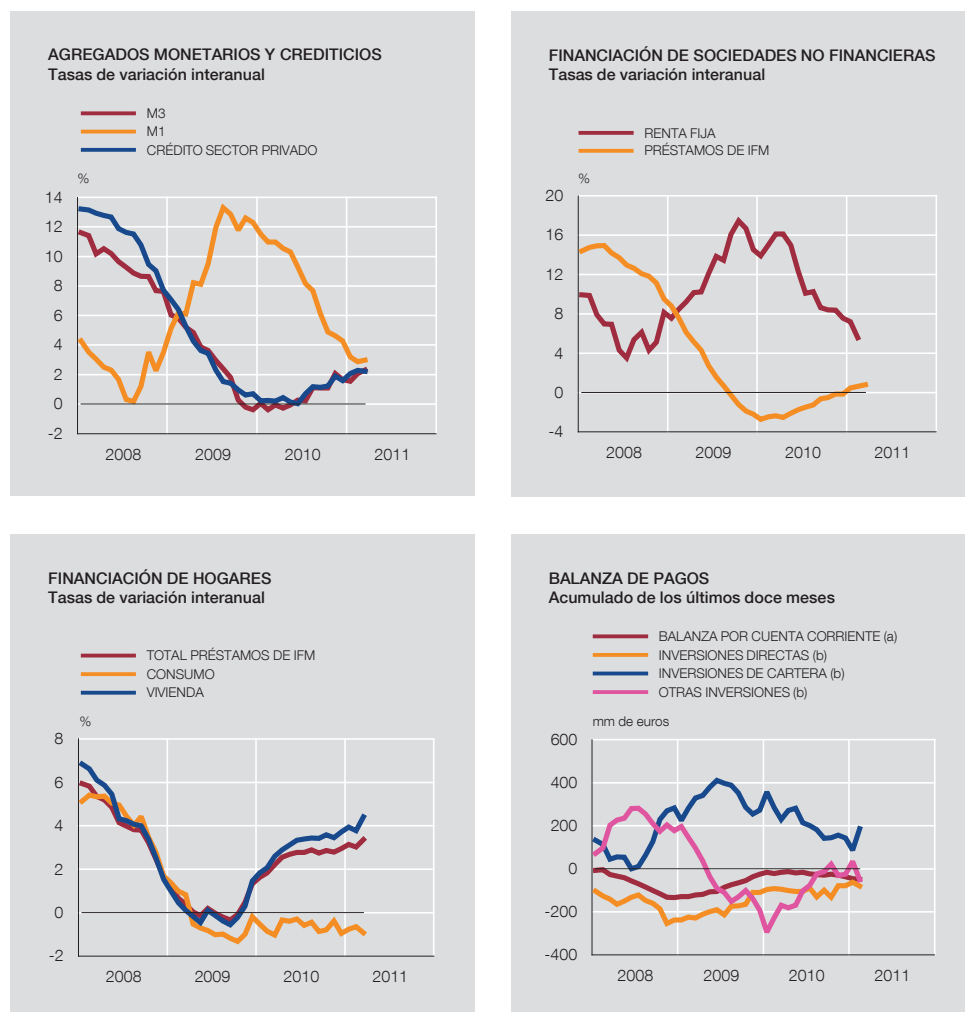 AGREGADOS MONETARIOS Y CREDITICIOS
Tasas de variación interanual
M3
M1
CRÉDITO SECTOR PRIVADO
%
14
12
10
8
6
4
2
0
-2
2008 2009 2010 2011
FINANCIACIÓN DE SOCIEDADES NO FINANCIERAS
Tasas de variación interanual
RENTA FIJA
PRÉSTAMOS DE IFM
%
20
16
12
8
4
0
-4
2008 2009 2010 2011
FINANCIACIÓN DE HOGARES
Tasas de variación interanual
TOTAL PRÉSTAMOS DE IFM
CONSUMO
VIVIENDA
%
8
6
4
2
0
-2
2008 2009 2010 2011
BALANZA DE PAGOS
Acumulado de los últimos doce meses
BALANZA POR CUENTA CORRIENTE (a)
INVERSIONES DIRECTAS (b)
INVERSIONES DE CARTERA (b)
OTRAS INVERSIONES (b)
mm de euros
600
400
200
0
-200
-400
2008 2009 2010 2011